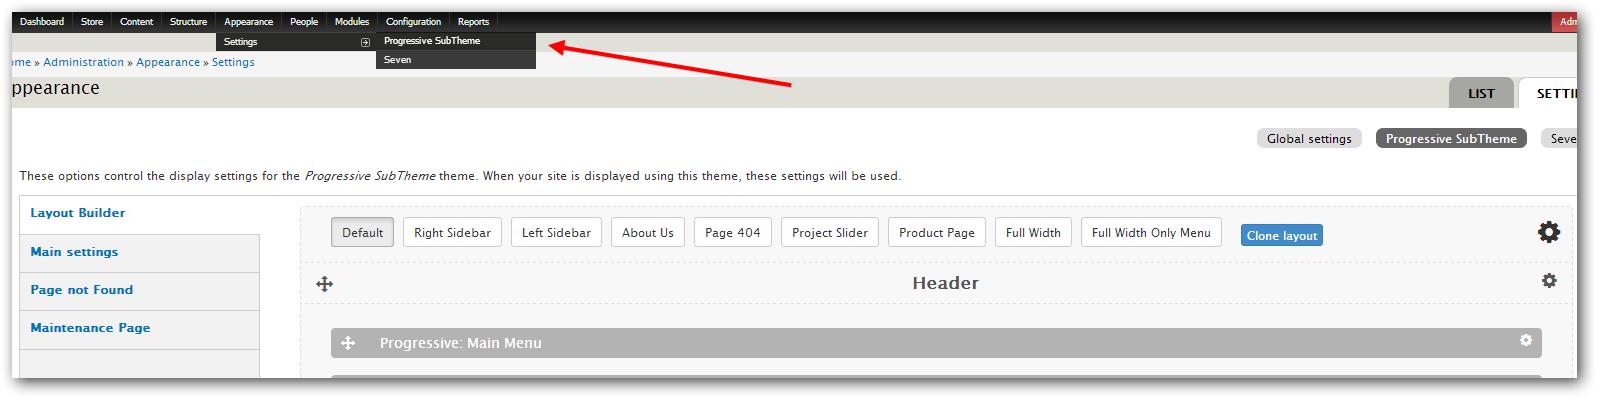 Dashboard Store Content Structure Appearance People Modules Configuration Reports Adm
Settings Progressive SubTheme
Seven
ome » Administration » Appearance » Settings
ppearance
LIST SETTIN
Global settings Progressive SubTheme Seve
These options control the display settings for the Progressive SubTheme theme. When your site is displayed using this theme, these settings will be used.
Layout Builder
Main settings
Page not Found
Maintenance Page
Default Right Sidebar Left Sidebar About Us Page 404 Project Slider Product Page Full Width Full Width Only Menu Clone layout
Header
Progressive: Main Menu